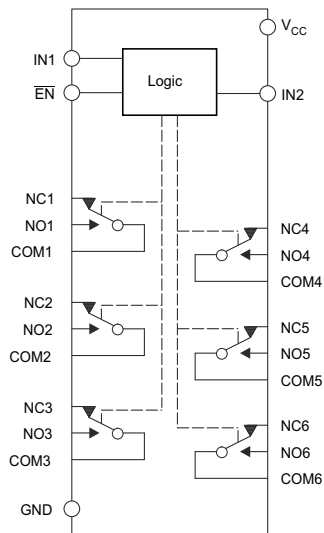 IN1
EN
Logic
V_CC
IN2
NC1
NO1
COM1
NC2
NO2
COM2
NC3
NO3
COM3
GND
NC4
NO4
COM4
NC5
NO5
COM5
NC6
NO6
COM6